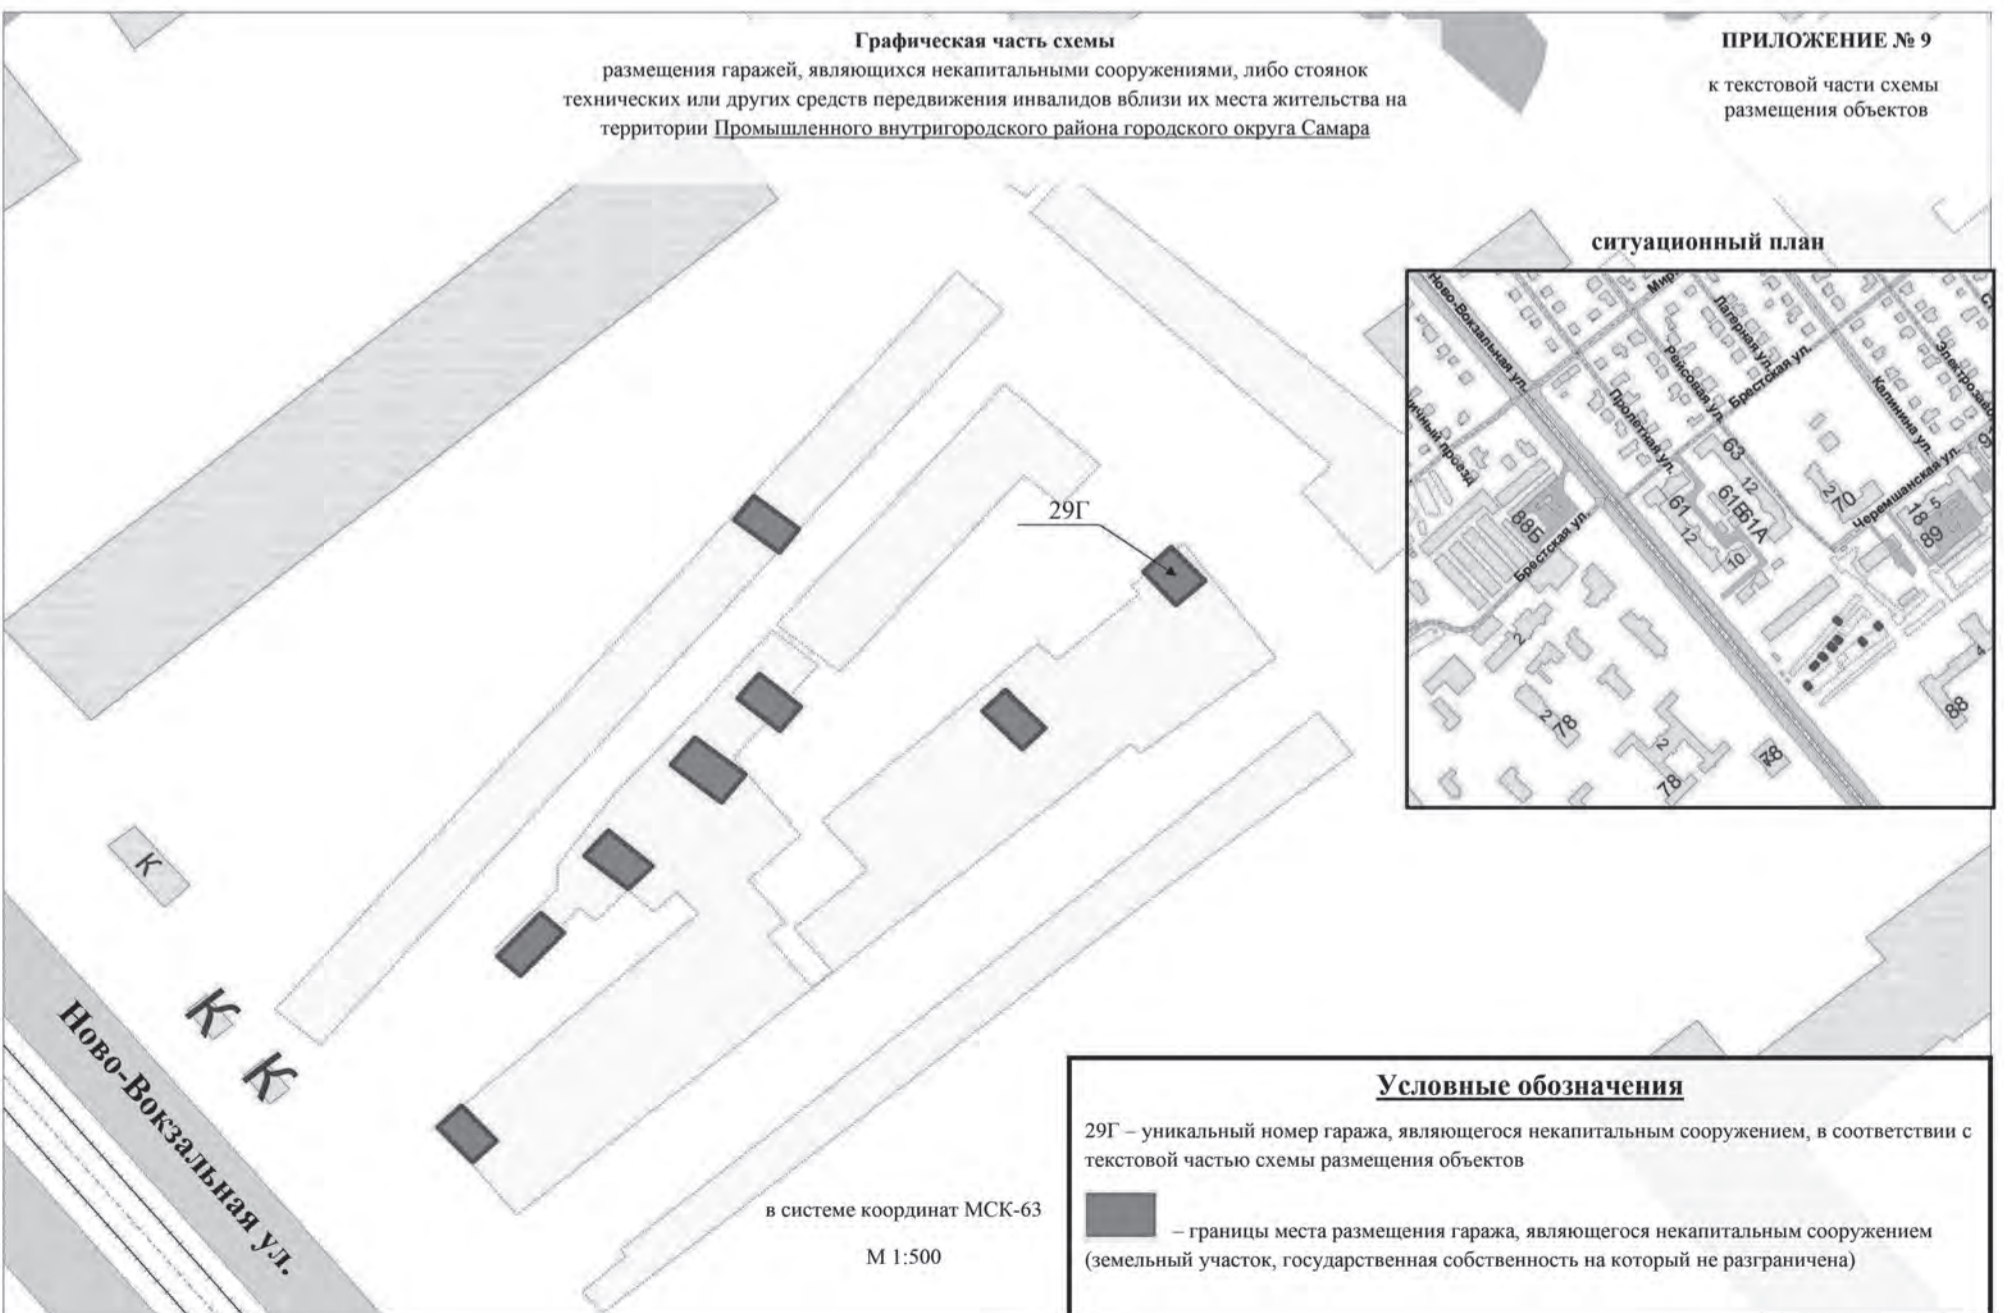 Графическая часть схемы
размещения гаражей, являющихся некапитальными сооружениями, либо стоянок
технических или других средств передвижения инвалидов вблизи их места жительства на
территории Промышленного внутригородского района городского округа Самара
ПРИЛОЖЕНИЕ № 9
к текстовой части схемы
размещения объектов
ситуационный план
Ново-Вокзальная ул.
Лагерная ул.
Рейсовая ул.
Брестская ул.
Пролетная ул.
Калинина ул.
Черемшанская ул.
Брестская ул.
63
12
61Б
61А
61
12
10
2
70
18
5
89
88Б
2
2
78
2
78
78
4
88
29Г
К
К
К
Ново-Вокзальная ул.
в системе координат МСК-63
М 1:500
Условные обозначения
29Г – уникальный номер гаража, являющегося некапитальным сооружением, в соответствии с
текстовой частью схемы размещения объектов
– границы места размещения гаража, являющегося некапитальным сооружением
(земельный участок, государственная собственность на который не разграничена)